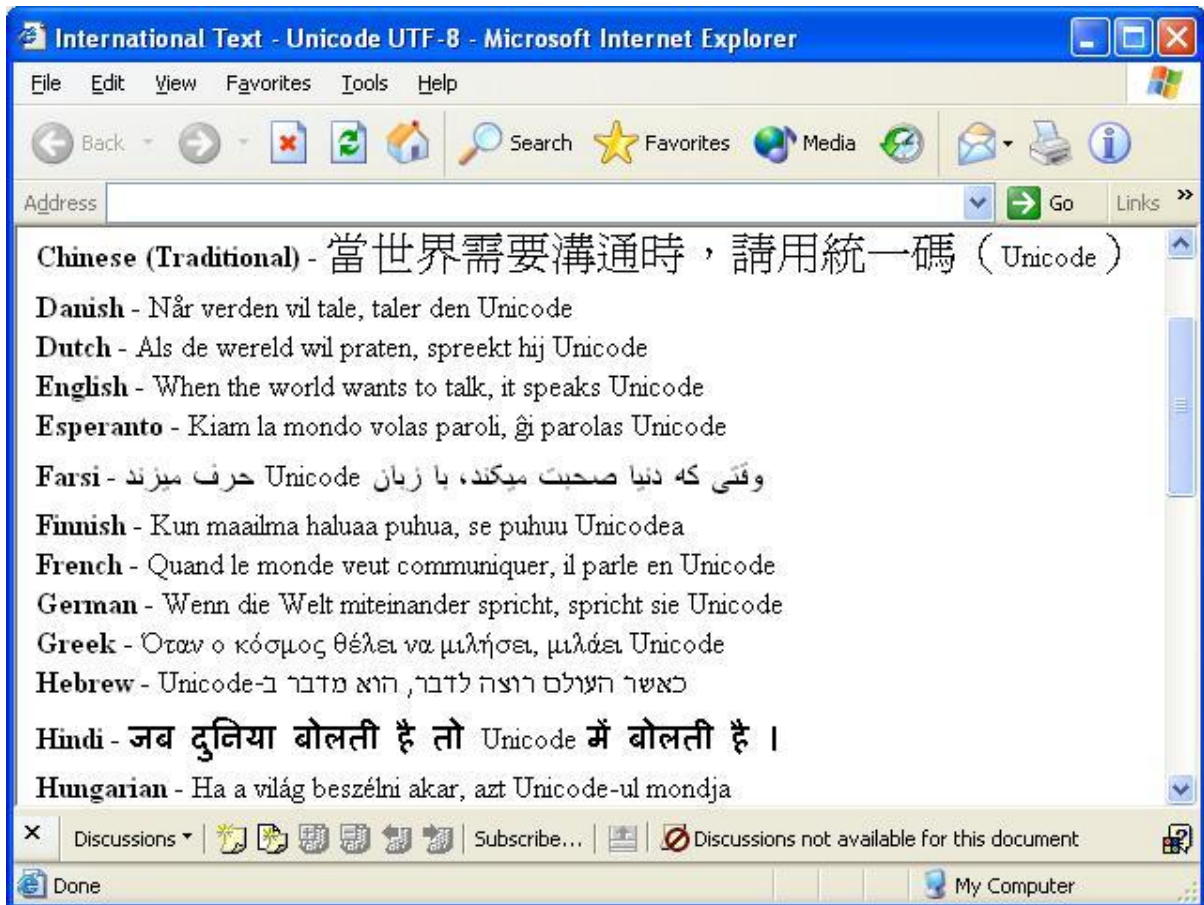 International Text - Unicode UTF-8 - Microsoft Internet Explorer
File Edit View Favorites Tools Help
Back Search Favorites Media
Address Go Links »
Chinese (Traditional) - 當世界需要溝通時，請用統一碼（Unicode）
Danish - Når verden vil tale, taler den Unicode
Dutch - Als de wereld wil praten, spreekt hij Unicode
English - When the world wants to talk, it speaks Unicode
Esperanto - Kiam la mondo volas paroli, ĝi parolas Unicode
Farsi - وقتی که دنیا صحبت میکند، با زبان Unicode حرف میزند
Finnish - Kun maailma haluaa puhua, se puhuu Unicodea
French - Quand le monde veut communiquer, il parle en Unicode
German - Wenn die Welt miteinander spricht, spricht sie Unicode
Greek - Όταν ο κόσμος θέλει να μιλήσει, μιλάει Unicode
Hebrew - כאשר העולם רוצה לדבר, הוא מדבר ב-Unicode
Hindi - जब दुनिया बोलती है तो Unicode में बोलती है ।
Hungarian - Ha a világ beszélni akar, azt Unicode-ul mondja
Discussions Subscribe... Discussions not available for this document
Done My Computer